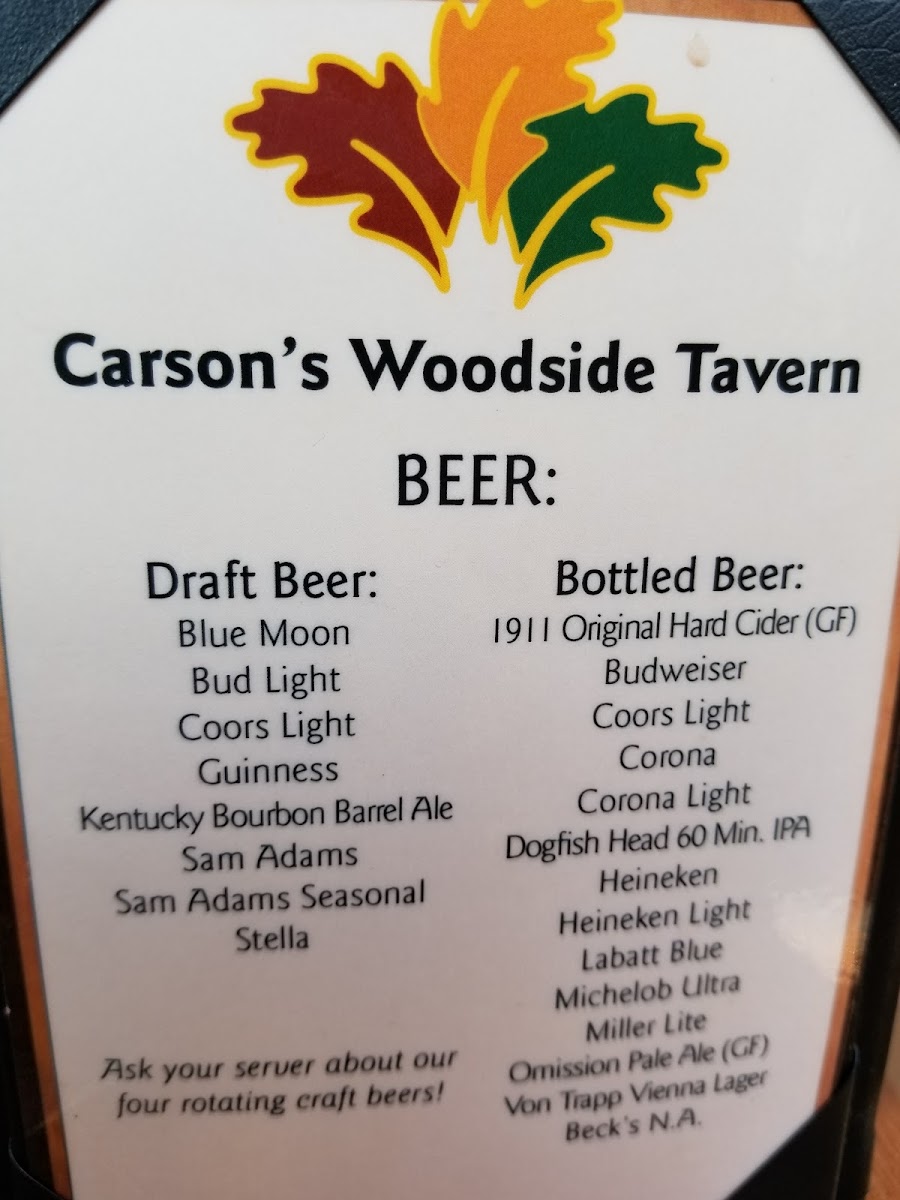 Carson's Woodside Tavern
BEER:
Draft Beer:
Blue Moon
Bud Light
Coors Light
Guinness
Kentucky Bourbon Barrel Ale
Sam Adams
Sam Adams Seasonal
Stella
Ask your server about our
four rotating craft beers!
Bottled Beer:
1911 Original Hard Cider (GF)
Budweiser
Coors Light
Corona
Corona Light
Dogfish Head 60 Min. IPA
Heineken
Heineken Light
Labatt Blue
Michelob Ultra
Miller Lite
Omission Pale Ale (GF)
Von Trapp Vienna Lager
Beck's N.A.